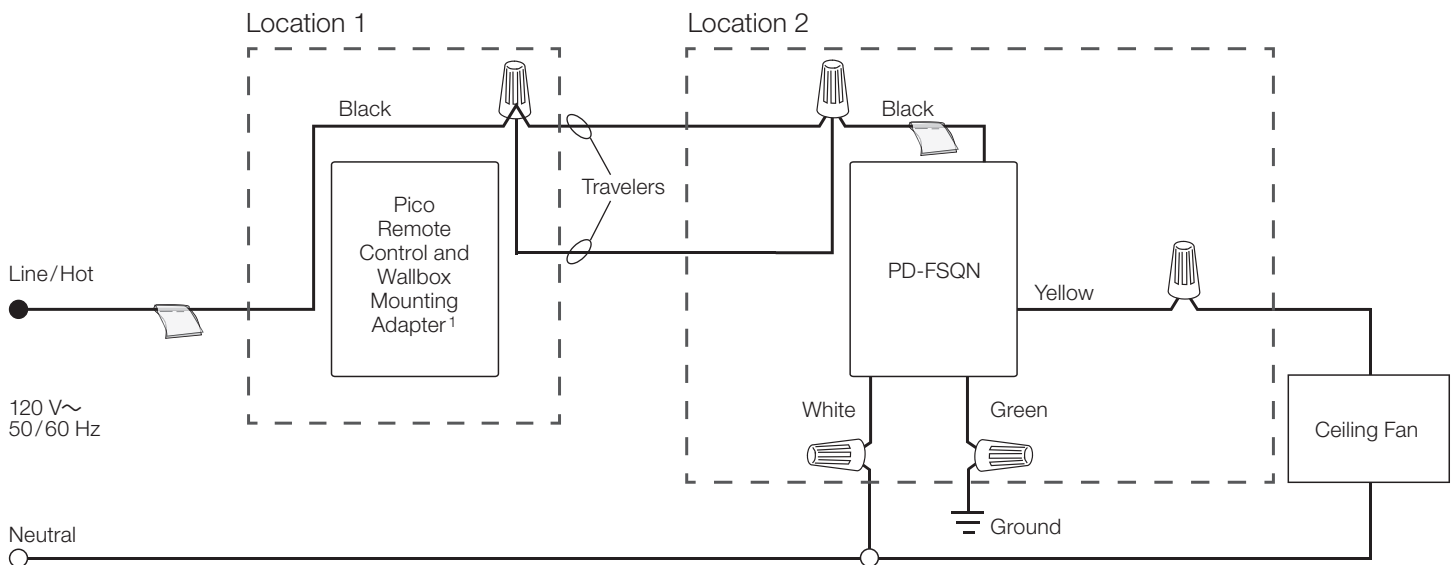 Location 1
Location 2
Black
Black
Travelers
Pico
Remote
Control and
Wallbox
Mounting
Adapter1
PD-FSQN
Line/Hot
Yellow
120 V~
50/60 Hz
White
Green
Ceiling Fan
Neutral
Ground